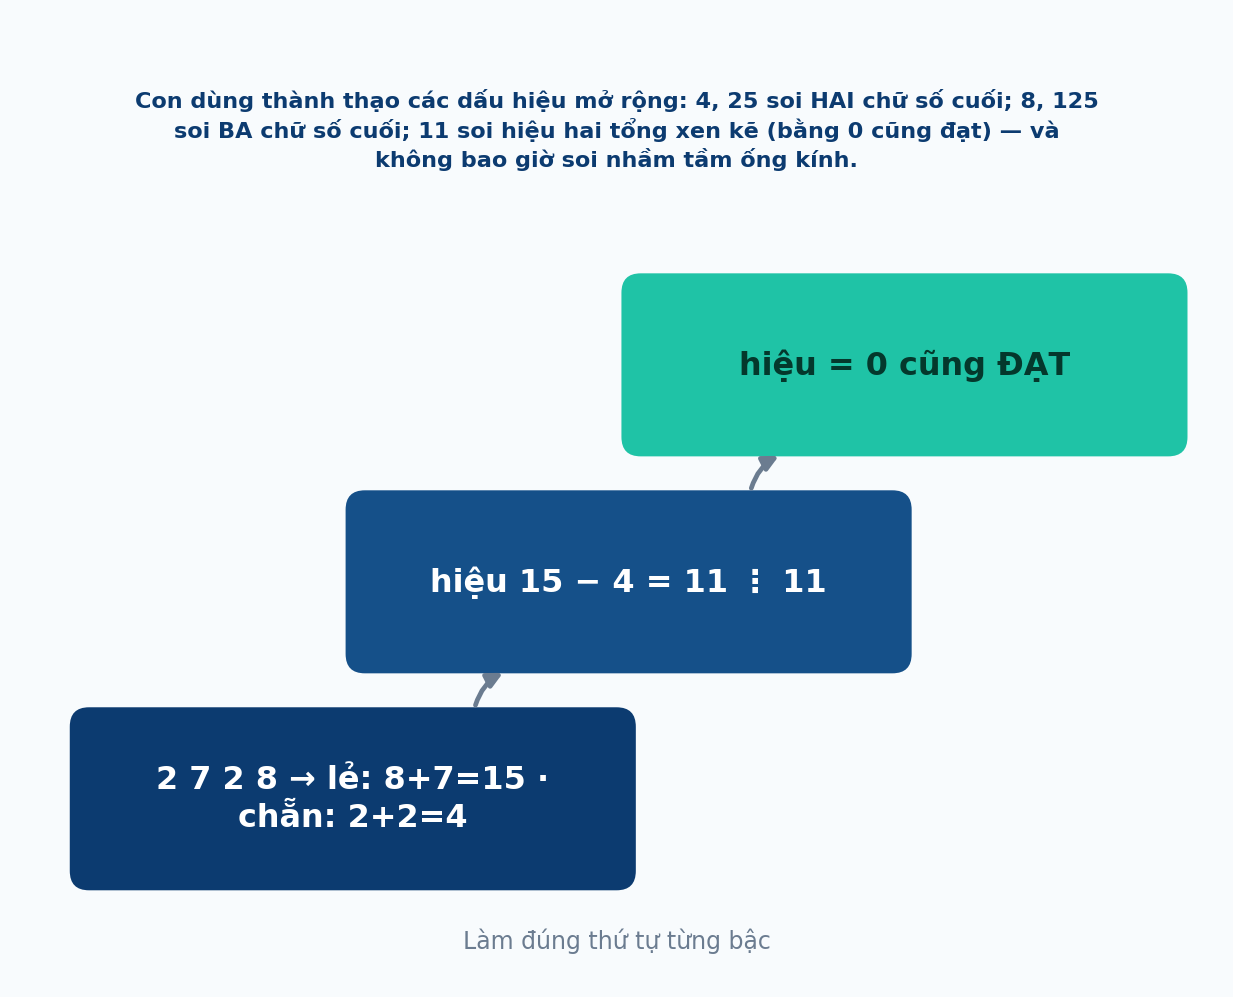 Con dùng thành thạo các dấu hiệu mở rộng: 4, 25 soi HAI chữ số cuối; 8, 125
soi BA chữ số cuối; 11 soi hiệu hai tổng xen kẽ (bằng 0 cũng đạt) — và
không bao giờ soi nhầm tầm ống kính.
hiệu = 0 cũng ĐẠT
hiệu 15 − 4 = 11 ⋮ 11
2 7 2 8 → lẻ: 8+7=15 ·
chẵn: 2+2=4
Làm đúng thứ tự từng bậc